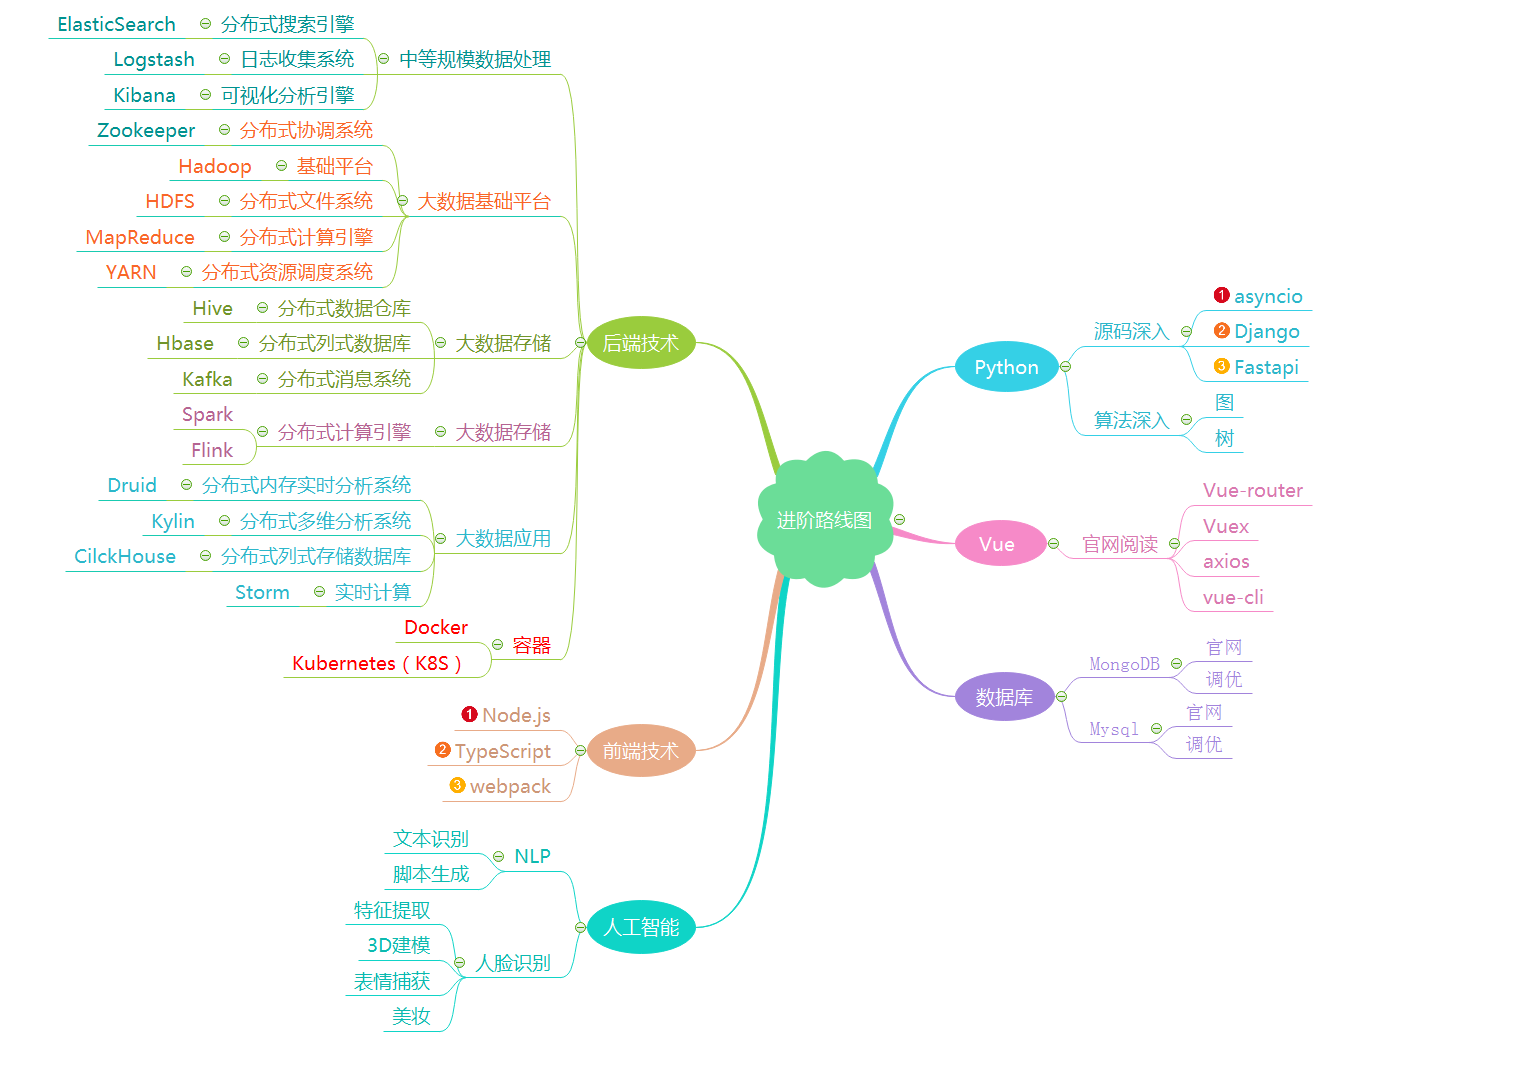 进阶路线图
Python
源码深入
1 asyncio
2 Django
3 Fastapi
算法深入
图
树
Vue
官网阅读
Vue-router
Vuex
axios
vue-cli
数据库
MongoDB
官网
调优
Mysql
官网
调优
后端技术
中等规模数据处理
分布式搜索引擎
ElasticSearch
日志收集系统
Logstash
可视化分析引擎
Kibana
大数据基础平台
分布式协调系统
Zookeeper
基础平台
Hadoop
分布式文件系统
HDFS
分布式计算引擎
MapReduce
分布式资源调度系统
YARN
大数据存储
分布式数据仓库
Hive
分布式列式数据库
Hbase
分布式消息系统
Kafka
大数据存储
分布式计算引擎
Spark
Flink
大数据应用
分布式内存实时分析系统
Druid
分布式多维分析系统
Kylin
分布式列式存储数据库
CilckHouse
实时计算
Storm
容器
Docker
Kubernetes（K8S）
前端技术
1 Node.js
2 TypeScript
3 webpack
人工智能
NLP
文本识别
脚本生成
人脸识别
特征提取
3D建模
表情捕获
美妆